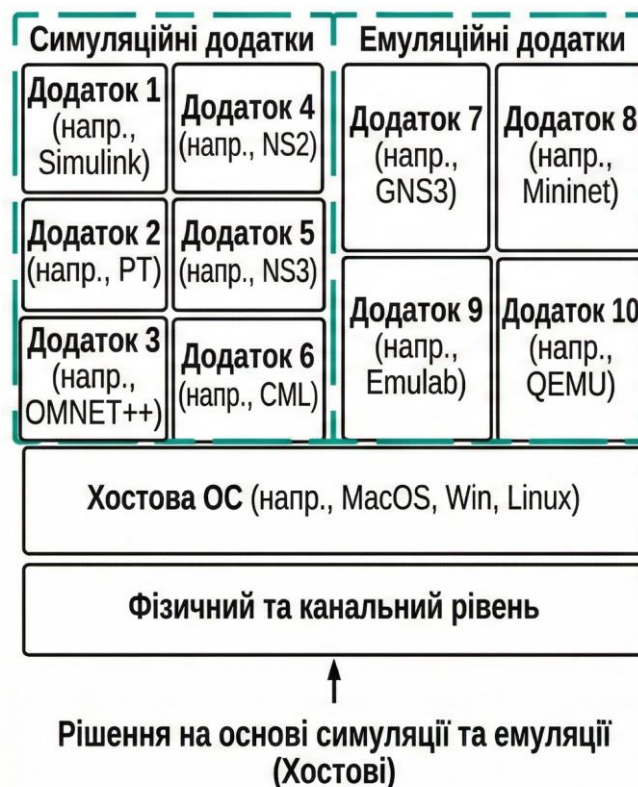 Симуляційні додатки
Додаток 1
(напр.,
Simulink)
Додаток 4
(напр., NS2)
Додаток 2
(напр., PT)
Додаток 5
(напр., NS3)
Додаток 3
(напр.,
OMNET++)
Додаток 6
(напр., CML)
Емуляційні додатки
Додаток 7
(напр.,
GNS3)
Додаток 8
(напр.,
Mininet)
Додаток 9
(напр.,
Emulab)
Додаток 10
(напр.,
QEMU)
Хостова ОС (напр., MacOS, Win, Linux)
Фізичний та канальний рівень
Рішення на основі симуляції та емуляції
(Хостові)